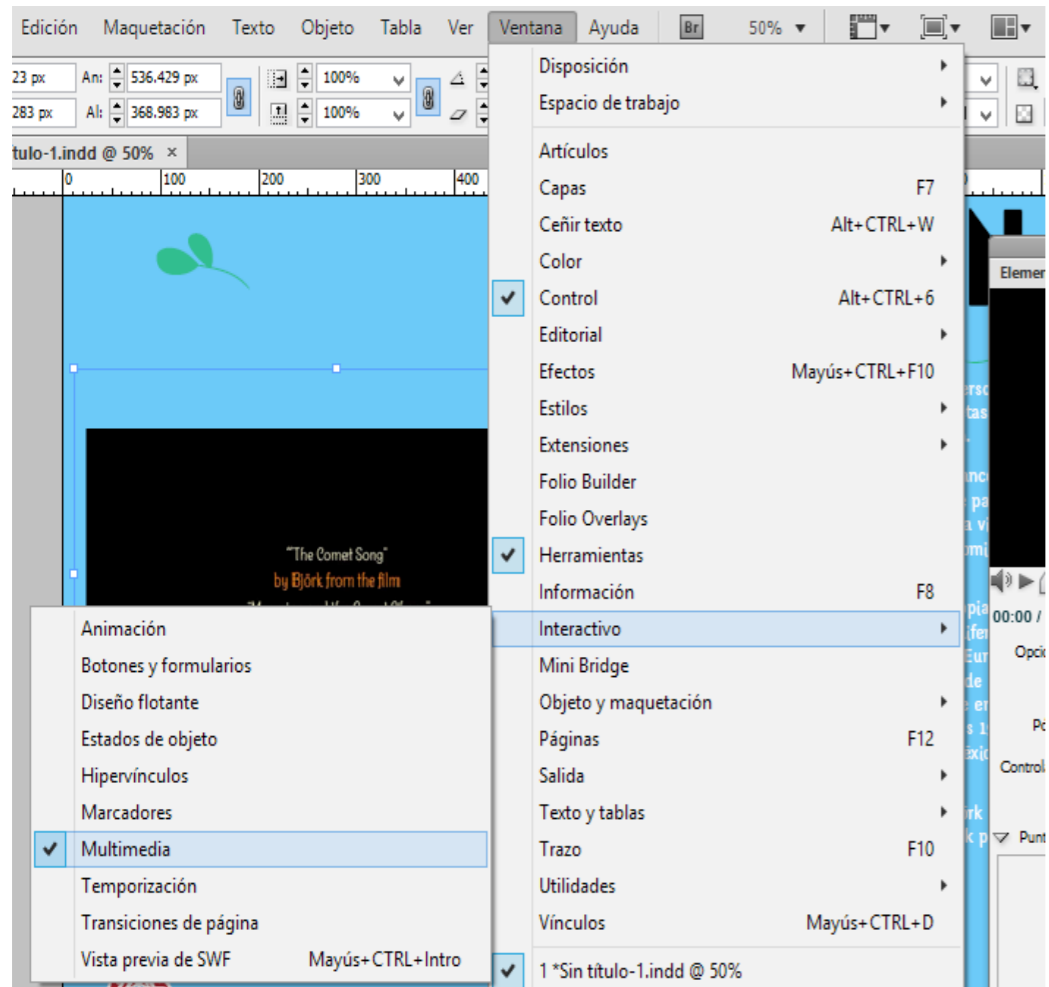 Edición Maquetación Texto Objeto Tabla Ver Ventana Ayuda Br 50%
23 px An: 536.429 px 100%
283 px Al: 368.983 px 100%
tulo-1.indd @ 50% ×
0 100 200 300 400
Disposición
Espacio de trabajo
Artículos
Capas F7
Ceñir texto Alt+CTRL+W
Color
Control Alt+CTRL+6
Editorial
Efectos Mayús+CTRL+F10
Estilos
Extensiones
Folio Builder
Folio Overlays
Herramientas
Información F8
Interactivo
Mini Bridge
Objeto y maquetación
Páginas F12
Salida
Texto y tablas
Trazo F10
Utilidades
Vínculos Mayús+CTRL+D
1 *Sin título-1.indd @ 50%
"The Comet Song"
by Björk from the film
Animación
Botones y formularios
Diseño flotante
Estados de objeto
Hipervínculos
Marcadores
Multimedia
Temporización
Transiciones de página
Vista previa de SWF Mayús+CTRL+Intro
Elemer
00:00 /
Opcio
Control
Punt